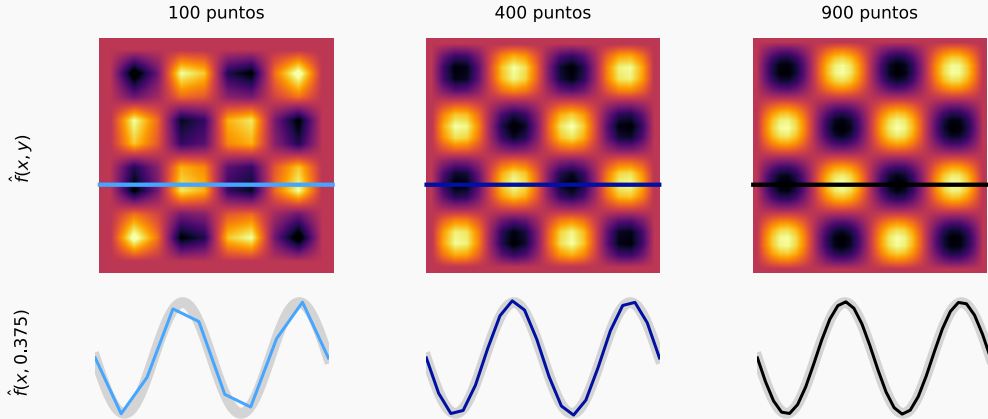 100 puntos
400 puntos
900 puntos
f̂(x, y)
f̂(x, 0.375)